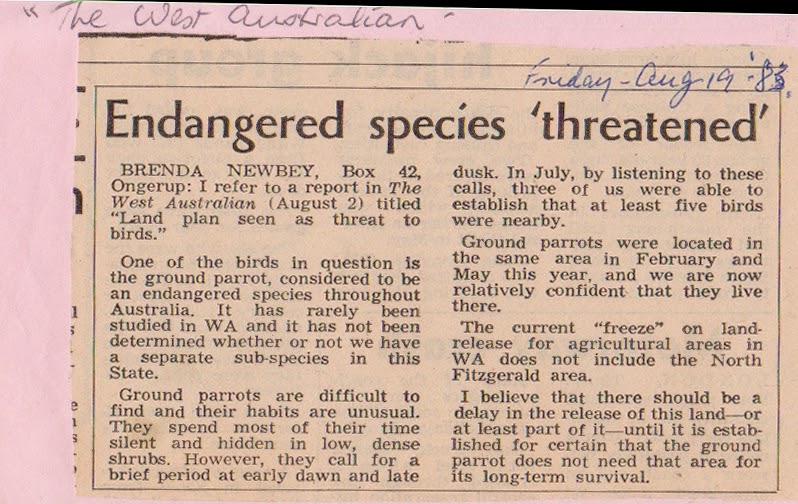 "The West Australian"
Friday - Aug 19 '83.
Endangered species 'threatened'
BRENDA NEWBEY, Box 42,
Ongerup: I refer to a report in The
West Australian (August 2) titled
"Land plan seen as threat to
birds."
One of the birds in question is
the ground parrot, considered to be
an endangered species throughout
Australia. It has rarely been
studied in WA and it has not been
determined whether or not we have
a separate sub-species in this
State.
Ground parrots are difficult to
find and their habits are unusual.
They spend most of their time
silent and hidden in low, dense
shrubs. However, they call for a
brief period at early dawn and late
dusk. In July, by listening to these
calls, three of us were able to
establish that at least five birds
were nearby.
Ground parrots were located in
the same area in February and
May this year, and we are now
relatively confident that they live
there.
The current "freeze" on land-
release for agricultural areas in
WA does not include the North
Fitzgerald area.
I believe that there should be a
delay in the release of this land—or
at least part of it—until it is estab-
lished for certain that the ground
parrot does not need that area for
its long-term survival.